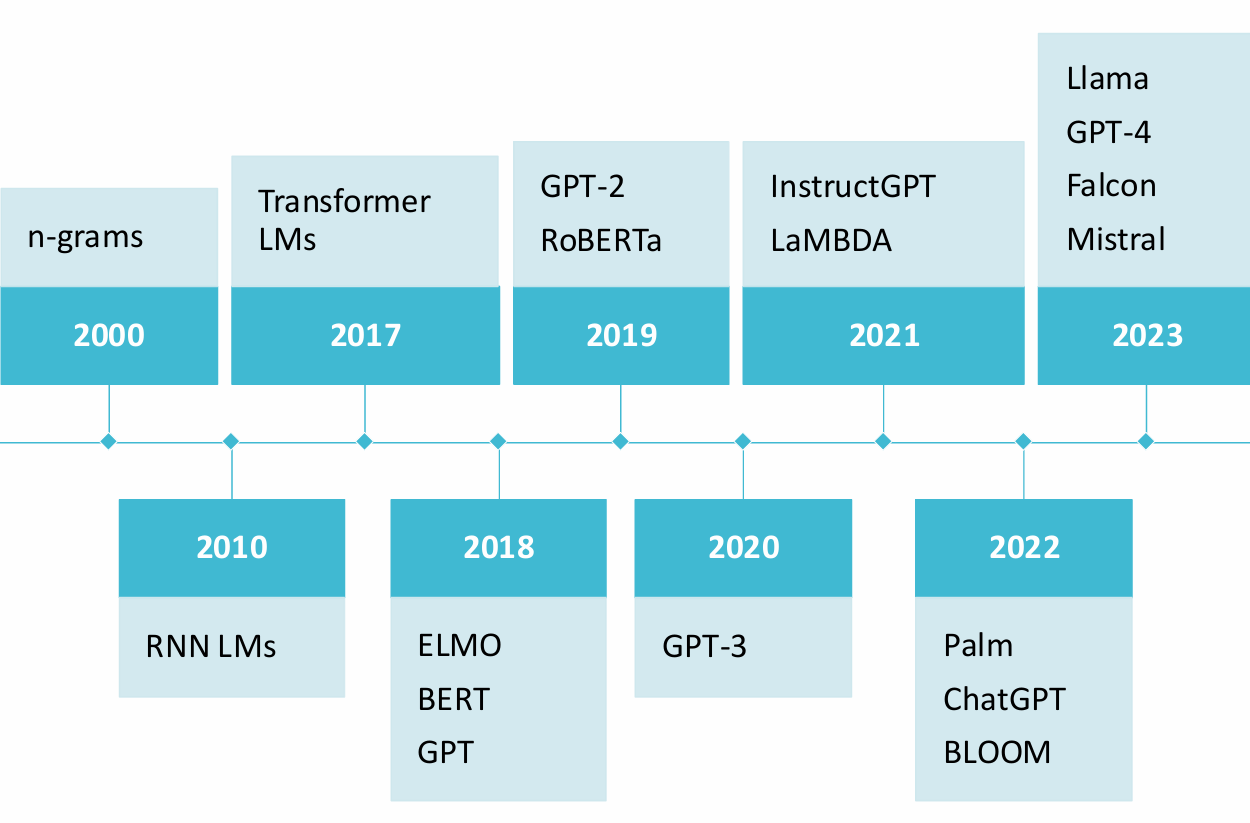 n-grams
2000
Transformer
LMs
2017
GPT-2
RoBERTa
2019
InstructGPT
LaMBDA
2021
Llama
GPT-4
Falcon
Mistral
2023
2010
RNN LMs
2018
ELMO
BERT
GPT
2020
GPT-3
2022
Palm
ChatGPT
BLOOM